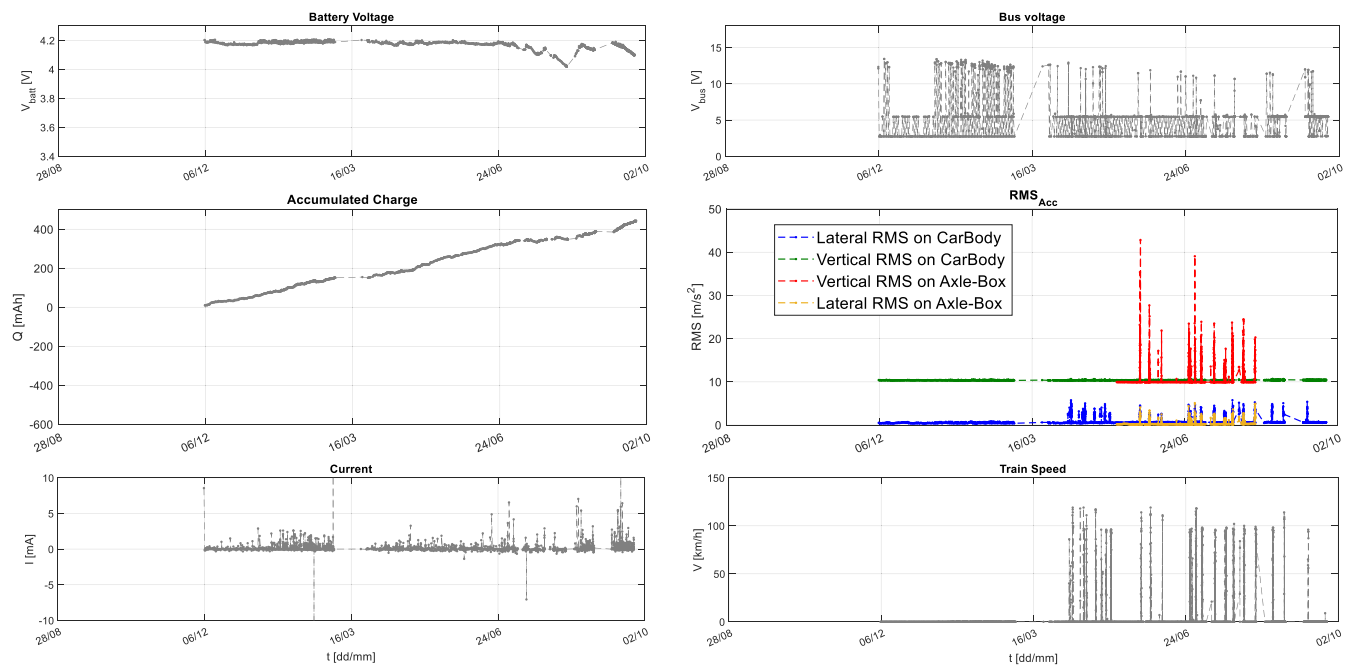 Battery Voltage
4.2
4
3.8
3.6
3.4
V_batt [V]
28/08 06/12 16/03 24/06 02/10
Bus voltage
15
10
5
0
V_bus [V]
28/08 06/12 16/03 24/06 02/10
Accumulated Charge
400
200
0
-200
-400
-600
Q [mAh]
28/08 06/12 16/03 24/06 02/10
RMS_Acc
50
40
30
20
10
0
RMS [m/s²]
Lateral RMS on CarBody
Vertical RMS on CarBody
Vertical RMS on Axle-Box
Lateral RMS on Axle-Box
28/08 06/12 16/03 24/06 02/10
Current
10
5
0
-5
-10
I [mA]
28/08 06/12 16/03 24/06 02/10
t [dd/mm]
Train Speed
150
100
50
0
V [km/h]
28/08 06/12 16/03 24/06 02/10
t [dd/mm]